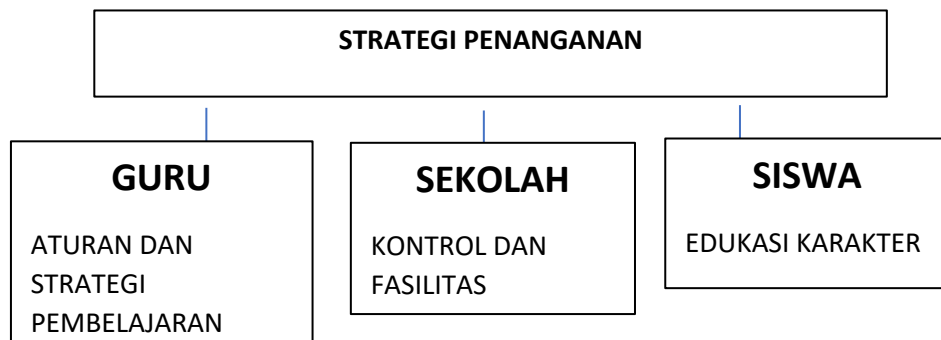 STRATEGI PENANGANAN
GURU
ATURAN DAN
STRATEGI
PEMBELAJARAN
SEKOLAH
KONTROL DAN
FASILITAS
SISWA
EDUKASI KARAKTER